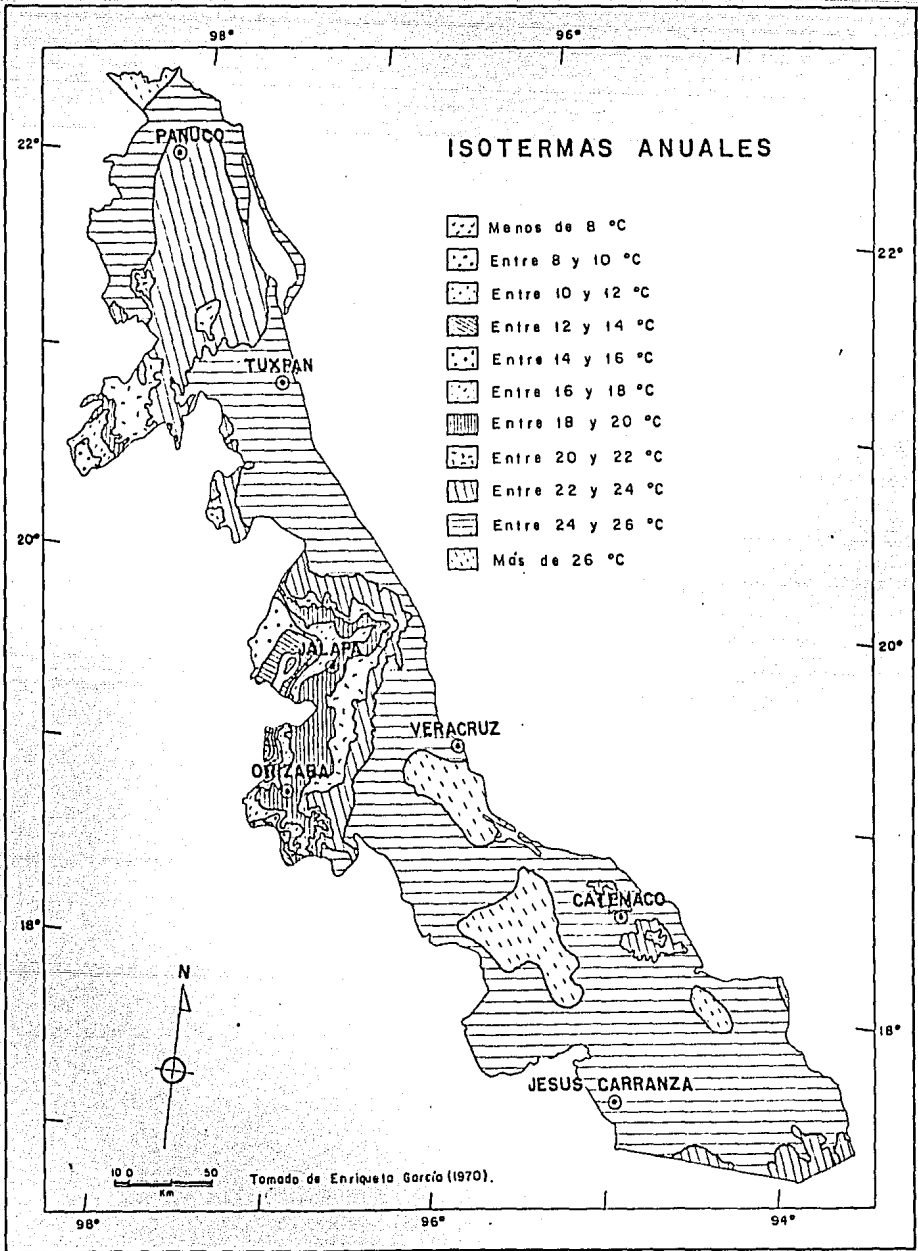 98° 96°
22°
PANUCO
ISOTERMAS ANUALES
Menos de 8 °C
22°
Entre 8 y 10 °C
Entre 10 y 12 °C
Entre 12 y 14 °C
Entre 14 y 16 °C
TUXPAN
Entre 16 y 18 °C
Entre 18 y 20 °C
Entre 20 y 22 °C
Entre 22 y 24 °C
Entre 24 y 26 °C
20°
Más de 26 °C
JALAPA
20°
VERACRUZ
ORIZABA
CATEMACO
18°
N
18°
JESUS CARRANZA
10 0 50
Km
Tomado de Enriqueta García (1970).
98° 96° 94°